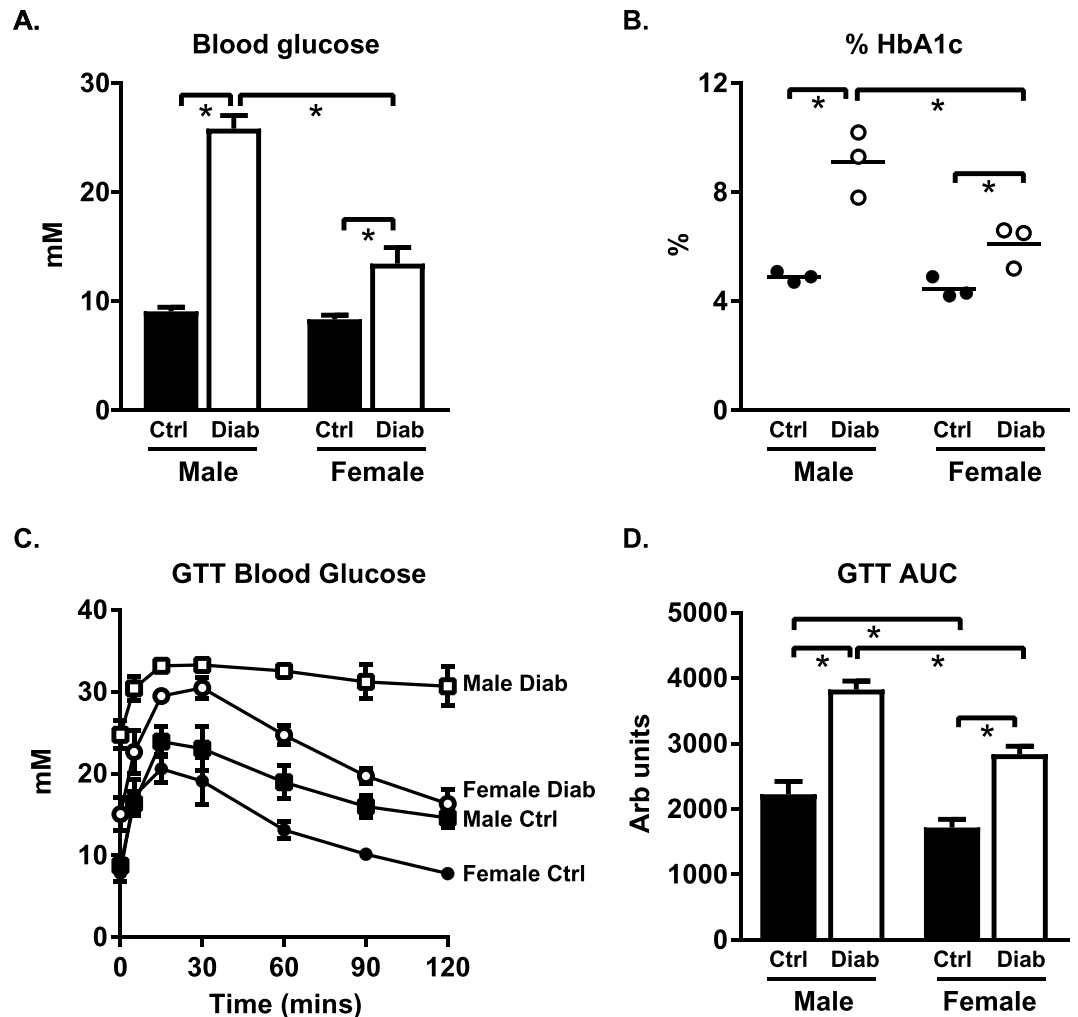 A.
Blood glucose
30
20
10
0
mM
*
*
*
Ctrl Diab Ctrl Diab
Male Female
B.
% HbA1c
12
8
4
0
%
*
*
*
Ctrl Diab Ctrl Diab
Male Female
C.
GTT Blood Glucose
40
30
20
10
0
mM
Male Diab
Female Diab
Male Ctrl
Female Ctrl
0 30 60 90 120
Time (mins)
D.
GTT AUC
5000
4000
3000
2000
1000
0
Arb units
*
*
*
*
Ctrl Diab Ctrl Diab
Male Female